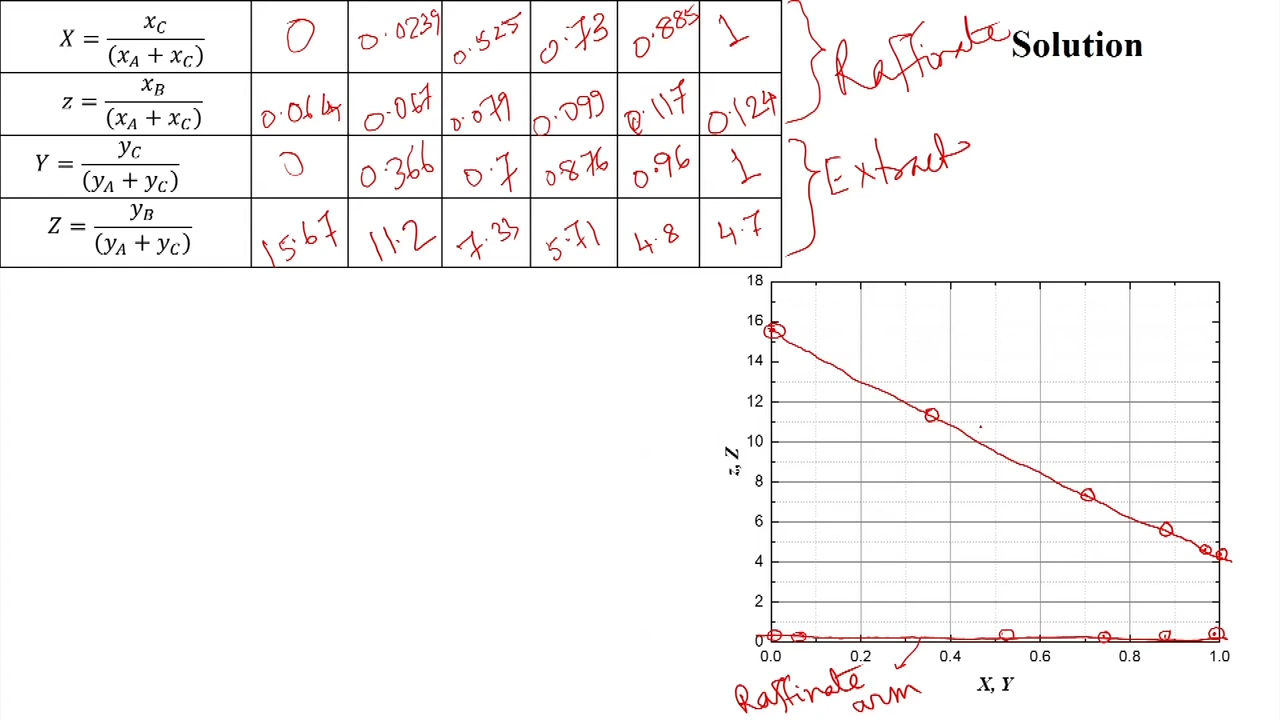 Solution
X = x_C / (x_A + x_C) 0 0.0239 0.525 0.73 0.885 1
z = x_B / (x_A + x_C) 0.064 0.067 0.079 0.099 0.117 0.124
Raffinate
Y = y_C / (y_A + y_C) 0 0.366 0.7 0.876 0.96 1
Z = y_B / (y_A + y_C) 15.67 11.2 7.33 5.71 4.8 4.7
Extract
18
16
14
12
10
8
6
4
2
0
z, Z
0.0 0.2 0.4 0.6 0.8 1.0
X, Y
Raffinate
arm